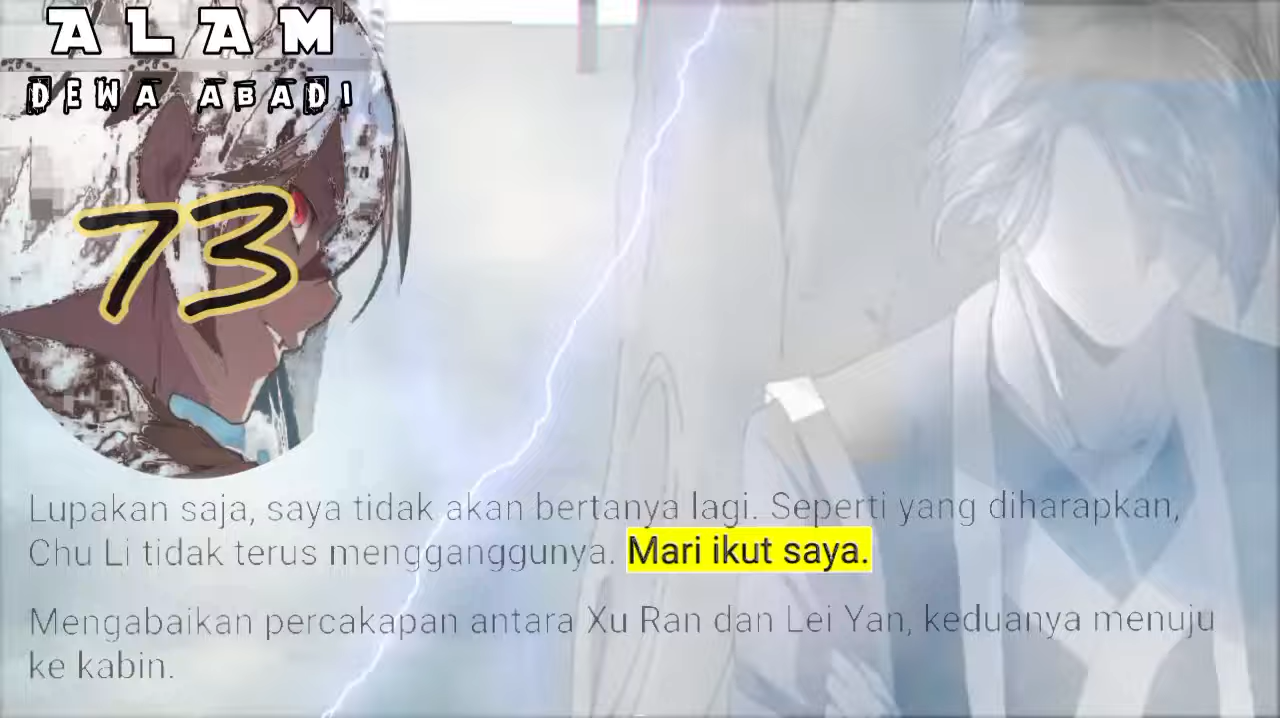 ALAM
DEWA ABADI
73
Lupakan saja, saya tidak akan bertanya lagi. Seperti yang diharapkan,
Chu Li tidak terus mengganggunya. Mari ikut saya.
Mengabaikan percakapan antara Xu Ran dan Lei Yan, keduanya menuju
ke kabin.